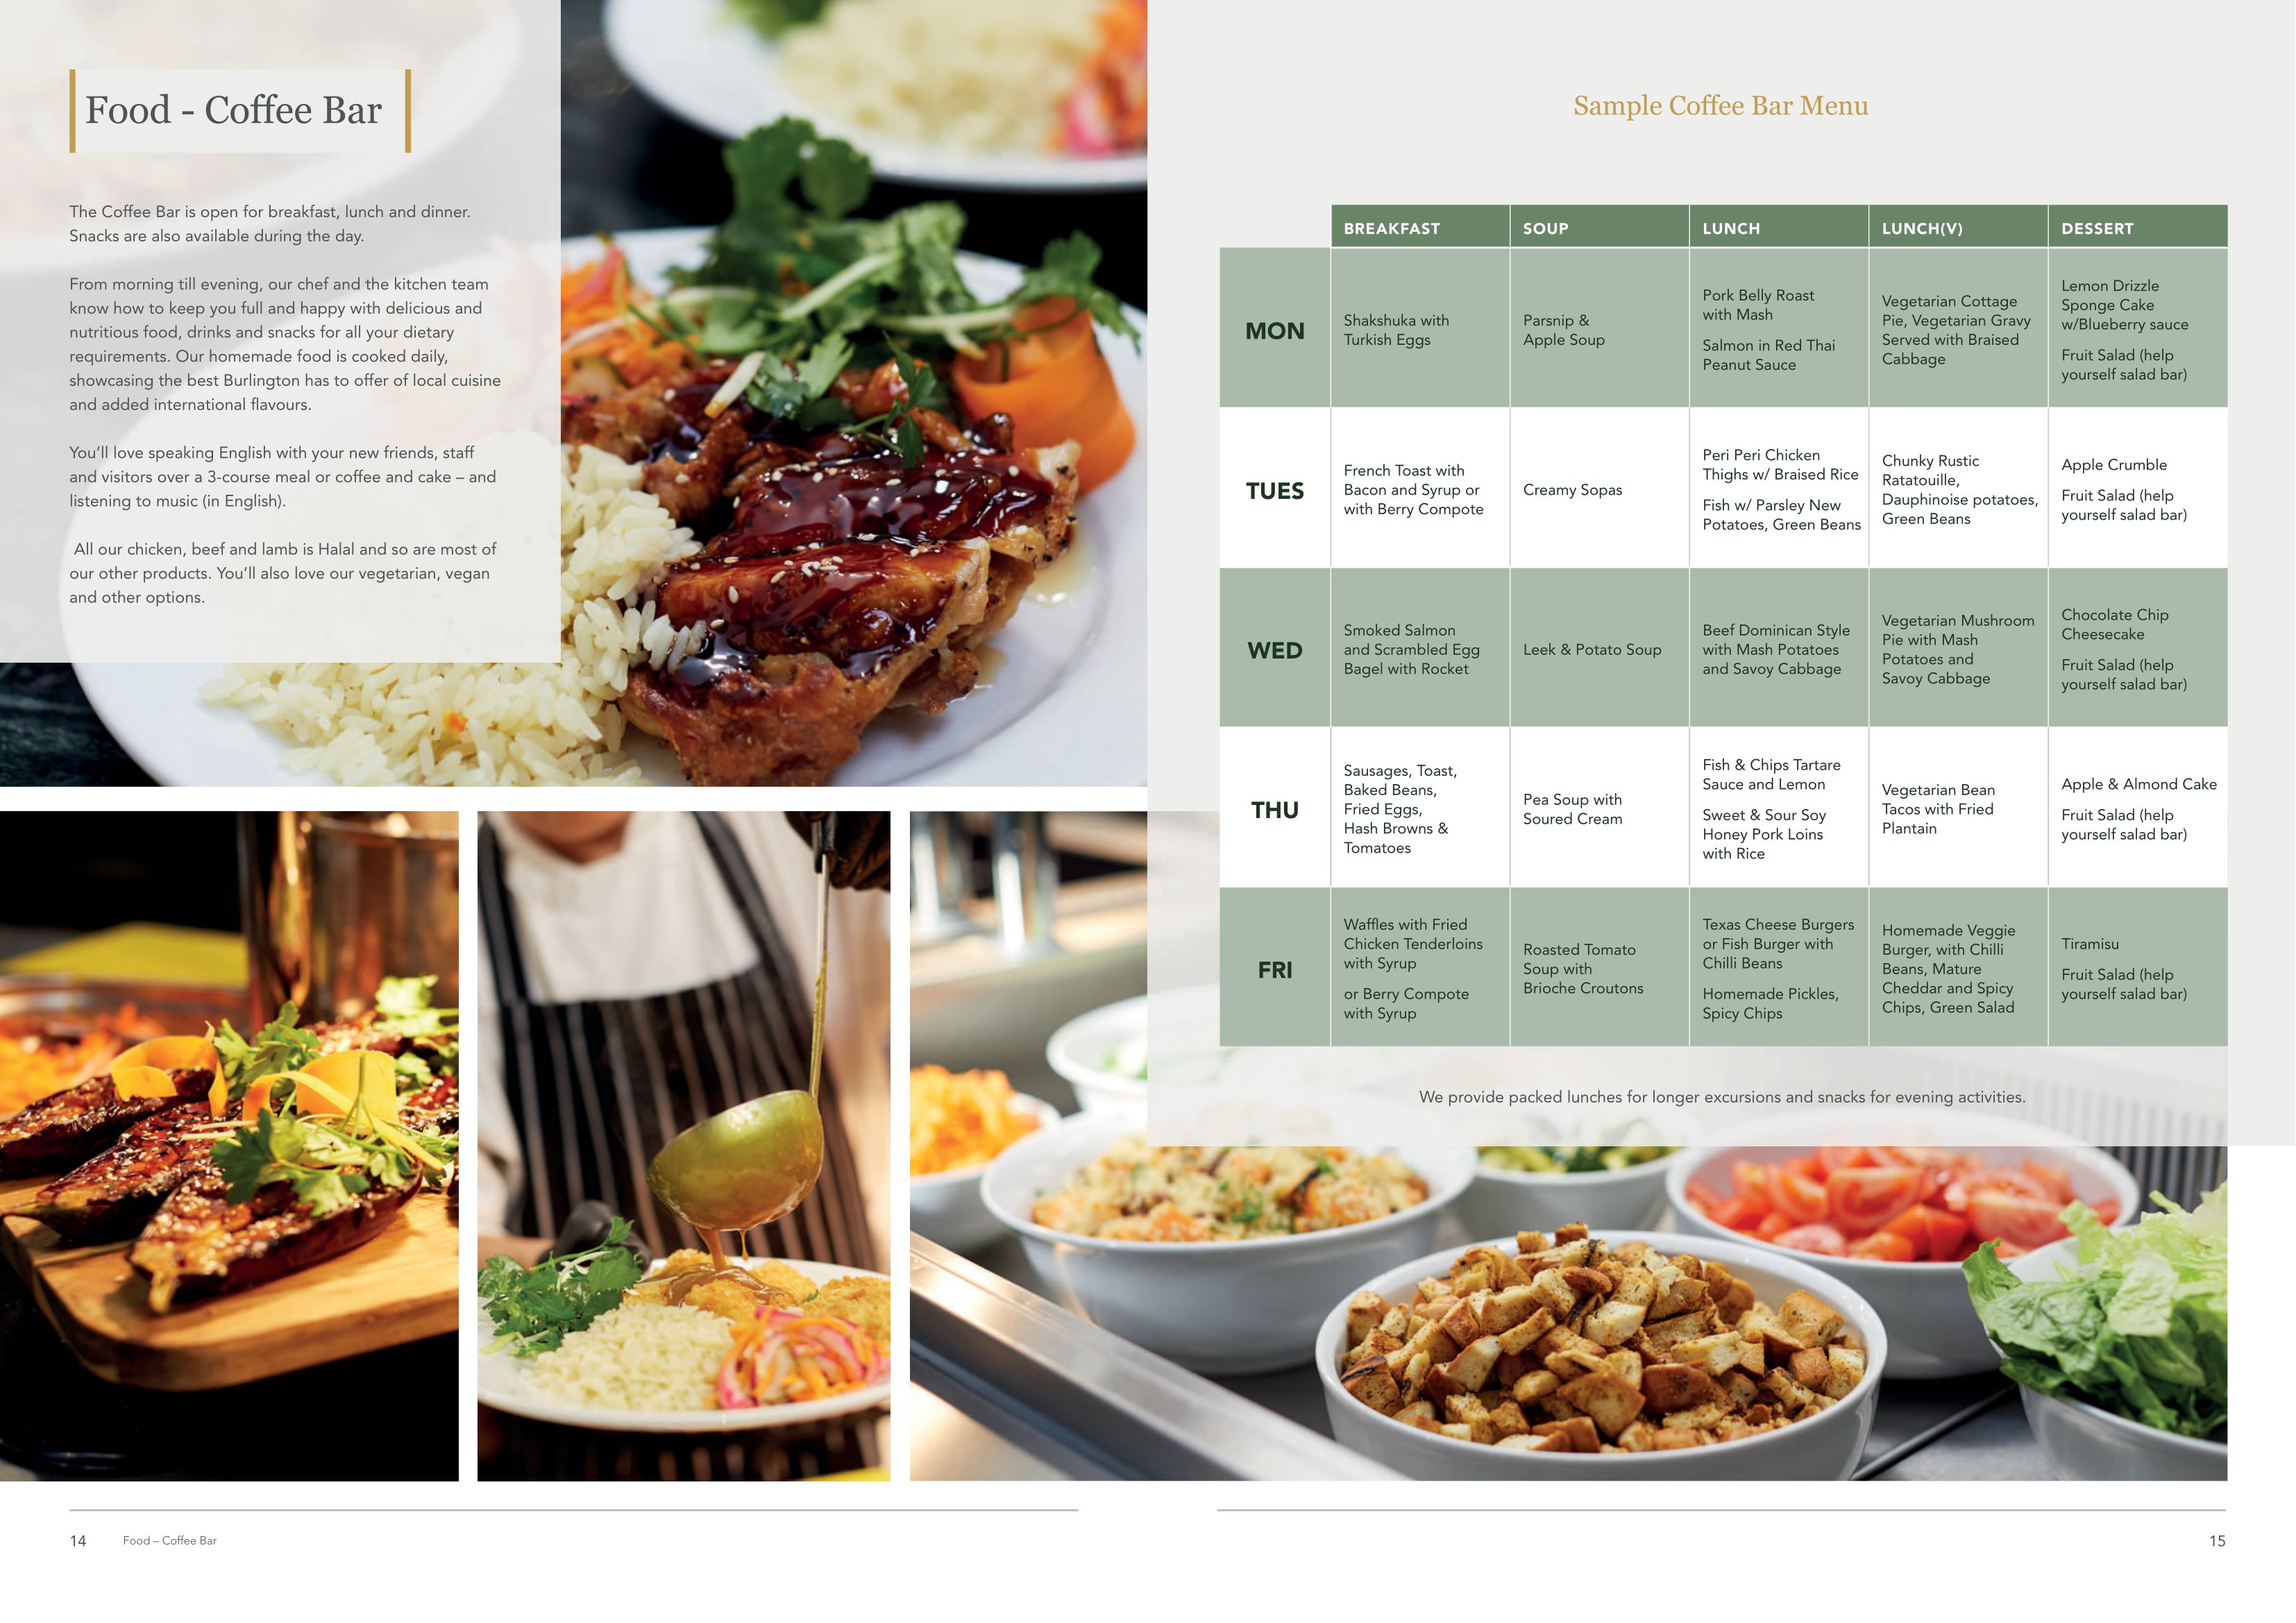 Food - Coffee Bar
The Coffee Bar is open for breakfast, lunch and dinner.
Snacks are also available during the day.
From morning till evening, our chef and the kitchen team
know how to keep you full and happy with delicious and
nutritious food, drinks and snacks for all your dietary
requirements. Our homemade food is cooked daily,
showcasing the best Burlington has to offer of local cuisine
and added international flavours.
You’ll love speaking English with your new friends, staff
and visitors over a 3-course meal or coffee and cake – and
listening to music (in English).
All our chicken, beef and lamb is Halal and so are most of
our other products. You’ll also love our vegetarian, vegan
and other options.
Sample Coffee Bar Menu
BREAKFAST
SOUP
LUNCH
LUNCH(V)
DESSERT
MON
Shakshuka with
Turkish Eggs
Parsnip &
Apple Soup
Pork Belly Roast
with Mash
Salmon in Red Thai
Peanut Sauce
Vegetarian Cottage
Pie, Vegetarian Gravy
Served with Braised
Cabbage
Lemon Drizzle
Sponge Cake
w/Blueberry sauce
Fruit Salad (help
yourself salad bar)
TUES
French Toast with
Bacon and Syrup or
with Berry Compote
Creamy Sopas
Peri Peri Chicken
Thighs w/ Braised Rice
Fish w/ Parsley New
Potatoes, Green Beans
Chunky Rustic
Ratatouille,
Dauphinoise potatoes,
Green Beans
Apple Crumble
Fruit Salad (help
yourself salad bar)
WED
Smoked Salmon
and Scrambled Egg
Bagel with Rocket
Leek & Potato Soup
Beef Dominican Style
with Mash Potatoes
and Savoy Cabbage
Vegetarian Mushroom
Pie with Mash
Potatoes and
Savoy Cabbage
Chocolate Chip
Cheesecake
Fruit Salad (help
yourself salad bar)
THU
Sausages, Toast,
Baked Beans,
Fried Eggs,
Hash Browns &
Tomatoes
Pea Soup with
Soured Cream
Fish & Chips Tartare
Sauce and Lemon
Sweet & Sour Soy
Honey Pork Loins
with Rice
Vegetarian Bean
Tacos with Fried
Plantain
Apple & Almond Cake
Fruit Salad (help
yourself salad bar)
FRI
Waffles with Fried
Chicken Tenderloins
with Syrup
or Berry Compote
with Syrup
Roasted Tomato
Soup with
Brioche Croutons
Texas Cheese Burgers
or Fish Burger with
Chilli Beans
Homemade Pickles,
Spicy Chips
Homemade Veggie
Burger, with Chilli
Beans, Mature
Cheddar and Spicy
Chips, Green Salad
Tiramisu
Fruit Salad (help
yourself salad bar)
We provide packed lunches for longer excursions and snacks for evening activities.
14 Food – Coffee Bar
15